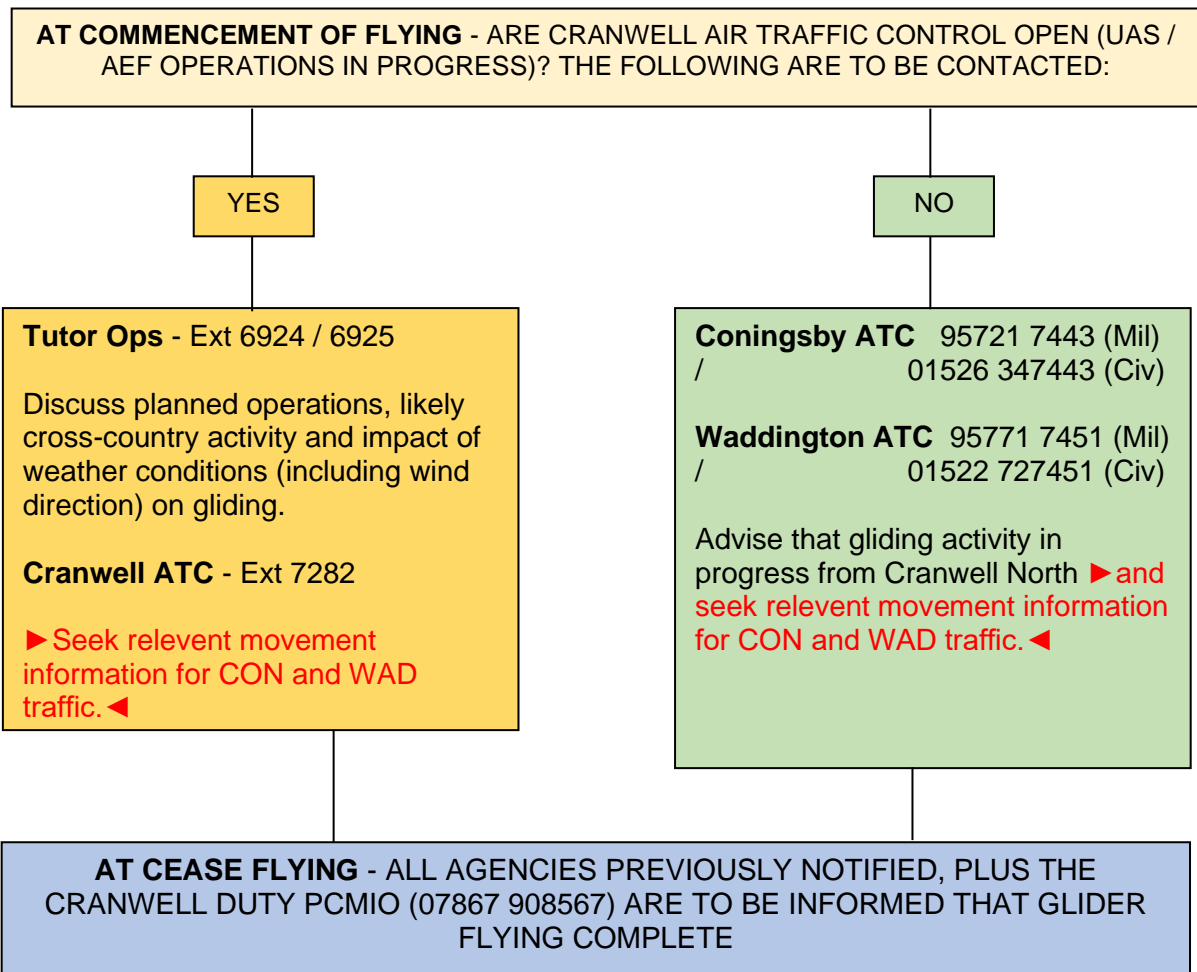 AT COMMENCEMENT OF FLYING - ARE CRANWELL AIR TRAFFIC CONTROL OPEN (UAS /
AEF OPERATIONS IN PROGRESS)? THE FOLLOWING ARE TO BE CONTACTED:
YES
NO
Tutor Ops - Ext 6924 / 6925
Discuss planned operations, likely
cross-country activity and impact of
weather conditions (including wind
direction) on gliding.
Cranwell ATC - Ext 7282
►Seek relevent movement
information for CON and WAD
traffic.◄
Coningsby ATC 95721 7443 (Mil)
/ 01526 347443 (Civ)
Waddington ATC 95771 7451 (Mil)
/ 01522 727451 (Civ)
Advise that gliding activity in
progress from Cranwell North ►and
seek relevent movement information
for CON and WAD traffic.◄
AT CEASE FLYING - ALL AGENCIES PREVIOUSLY NOTIFIED, PLUS THE
CRANWELL DUTY PCMIO (07867 908567) ARE TO BE INFORMED THAT GLIDER
FLYING COMPLETE